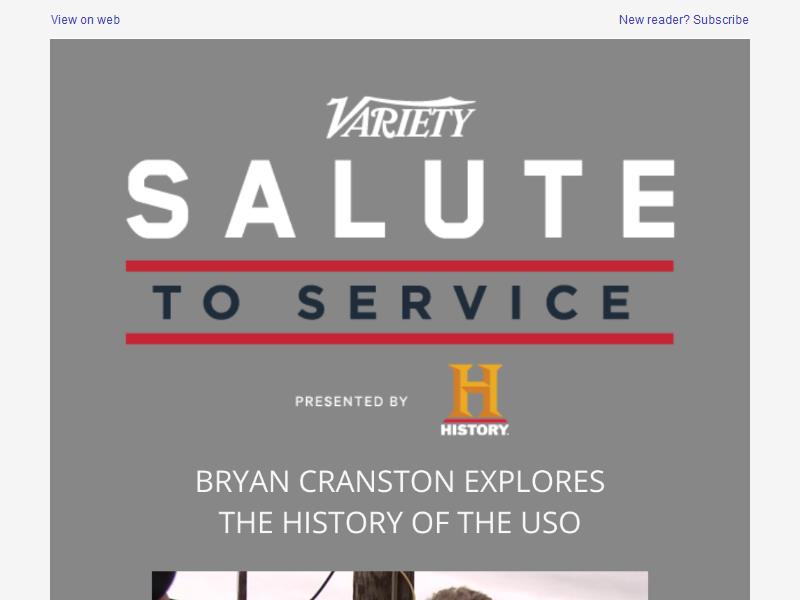 View on web
New reader? Subscribe
VARIETY
SALUTE
TO SERVICE
PRESENTED BY
H
HISTORY
BRYAN CRANSTON EXPLORES
THE HISTORY OF THE USO